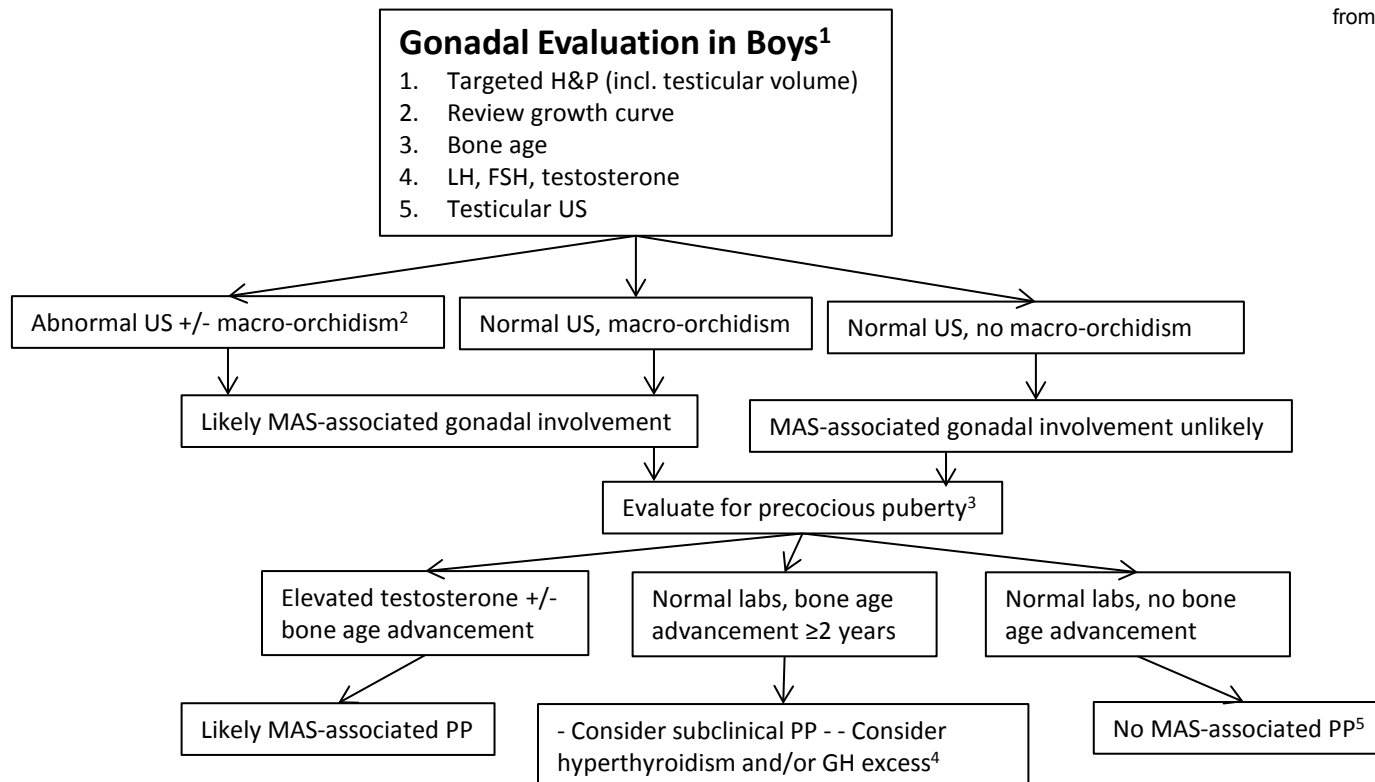 from
Gonadal Evaluation in Boys1
1. Targeted H&P (incl. testicular volume)
2. Review growth curve
3. Bone age
4. LH, FSH, testosterone
5. Testicular US
Abnormal US +/- macro-orchidism2
Normal US, macro-orchidism
Normal US, no macro-orchidism
Likely MAS-associated gonadal involvement
MAS-associated gonadal involvement unlikely
Evaluate for precocious puberty3
Elevated testosterone +/-
bone age advancement
Normal labs, bone age
advancement ≥2 years
Normal labs, no bone
age advancement
Likely MAS-associated PP
- Consider subclinical PP - - Consider
hyperthyroidism and/or GH excess4
No MAS-associated PP5